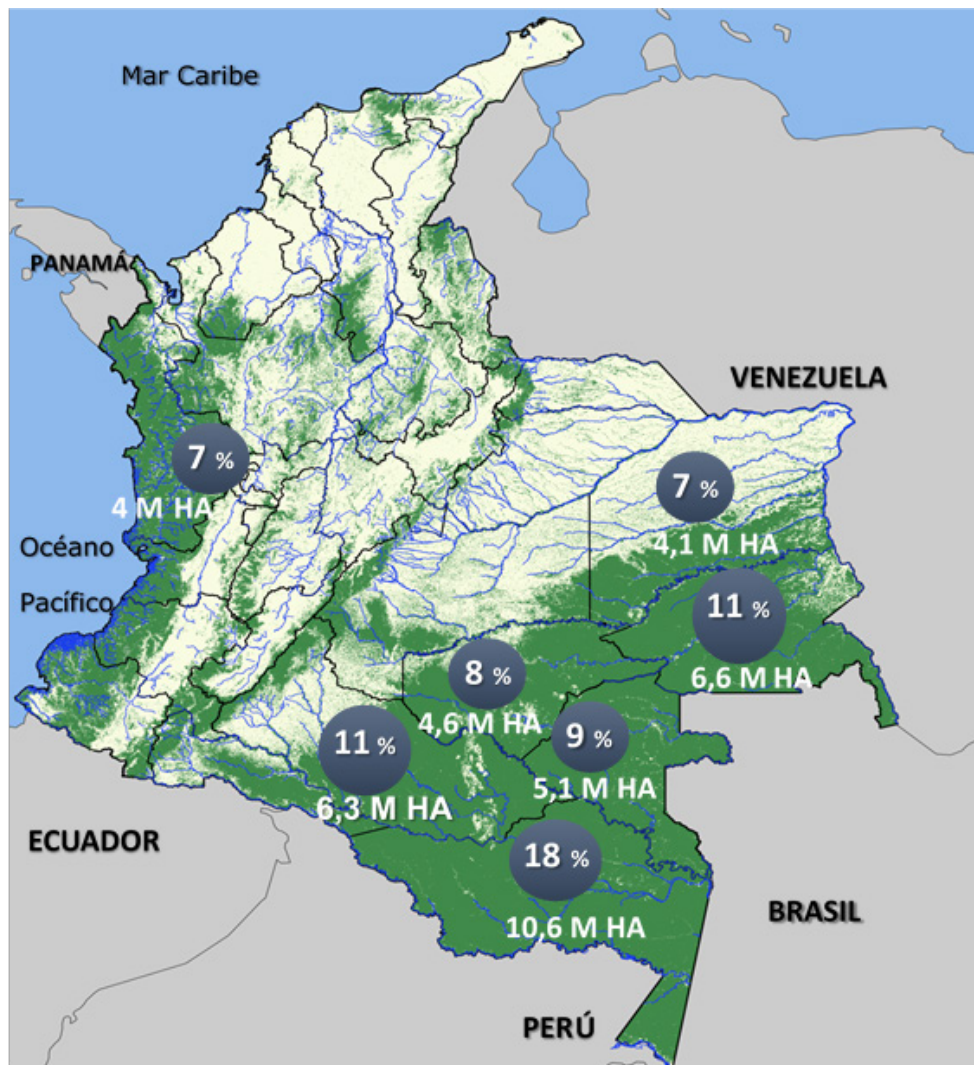 Mar Caribe
PANAMÁ
VENEZUELA
7 %
4 M HA
7 %
4,1 M HA
Océano
Pacífico
11 %
6,6 M HA
8 %
4,6 M HA
9 %
5,1 M HA
11 %
6,3 M HA
ECUADOR
18 %
10,6 M HA
BRASIL
PERÚ